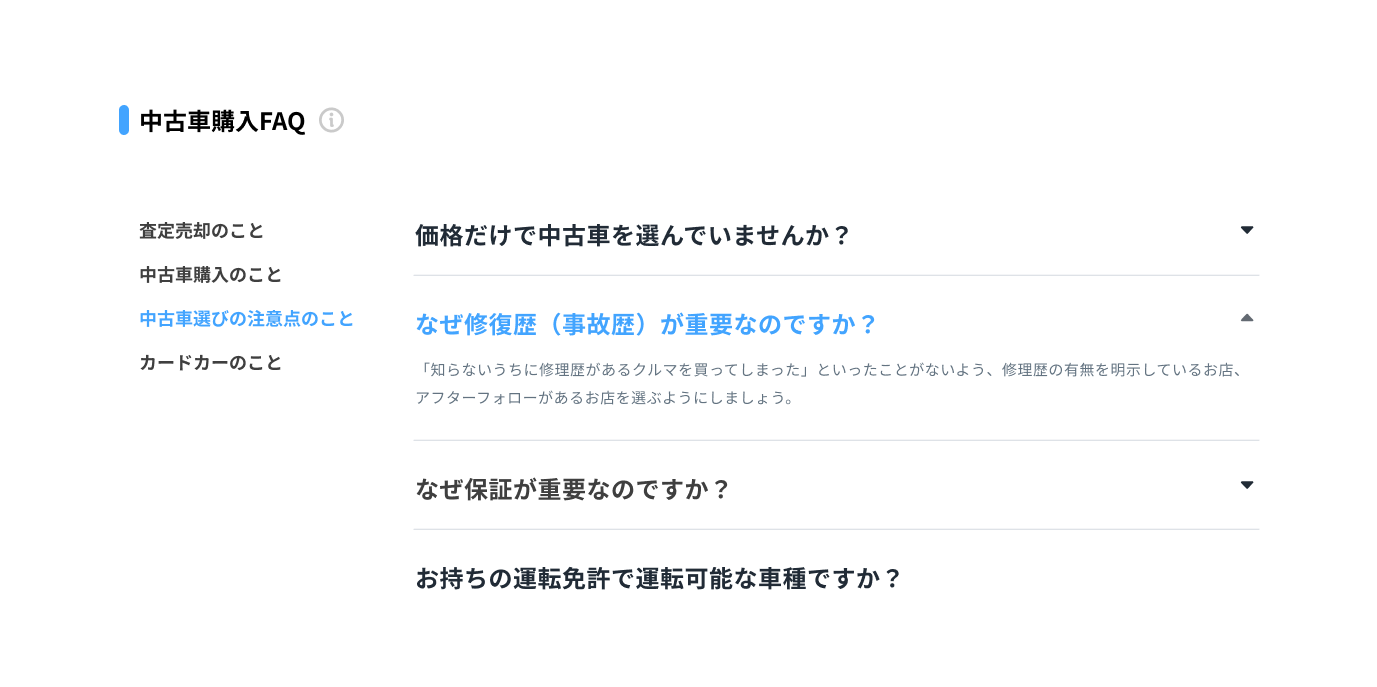 中古車購入FAQ
査定売却のこと
中古車購入のこと
中古車選びの注意点のこと
カードカーのこと
価格だけで中古車を選んでいませんか？
なぜ修復歴（事故歴）が重要なのですか？
「知らないうちに修理歴があるクルマを買ってしまった」といったことがないよう、修理歴の有無を明示しているお店、
アフターフォローがあるお店を選ぶようにしましょう。
なぜ保証が重要なのですか？
お持ちの運転免許で運転可能な車種ですか？